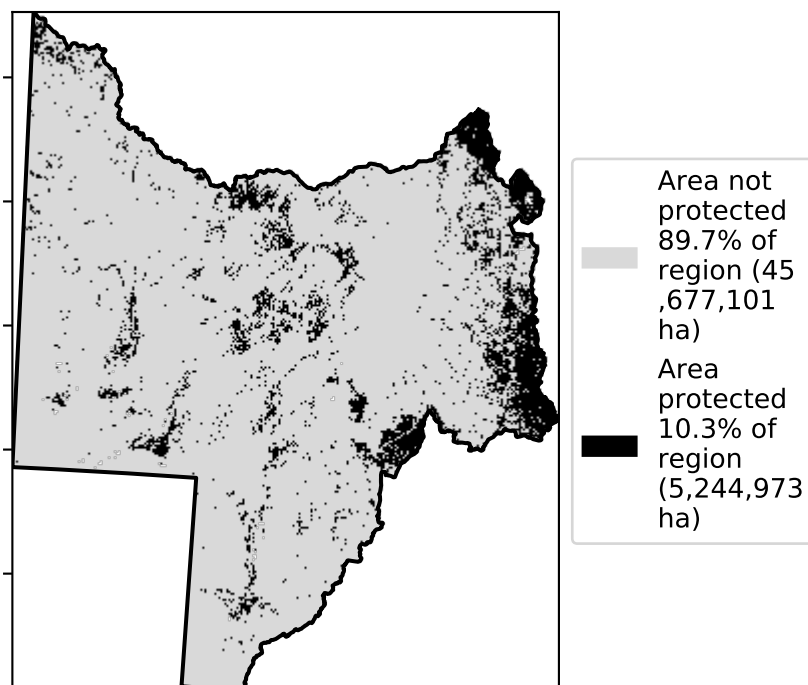 Area not
protected
89.7% of
region (45
,677,101
ha)
Area
protected
10.3% of
region
(5,244,973
ha)